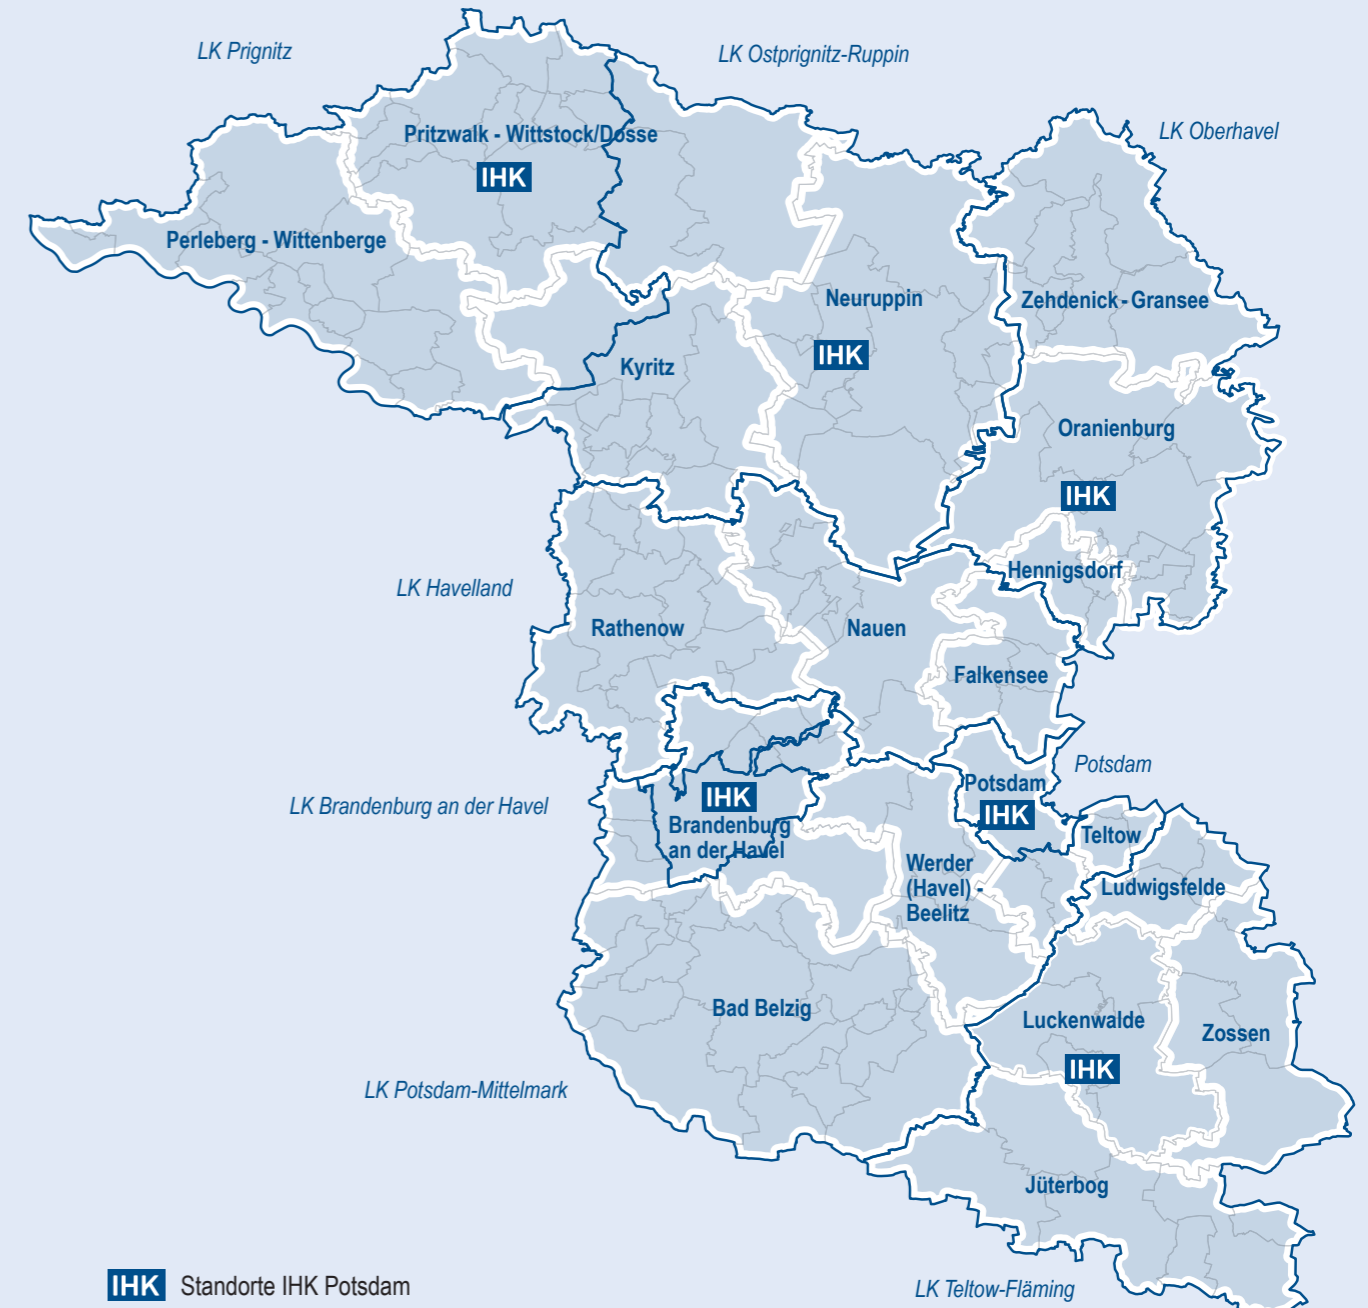 LK Prignitz
LK Ostprignitz-Ruppin
LK Oberhavel
Pritzwalk - Wittstock/Dosse
IHK
Perleberg - Wittenberge
Neuruppin
IHK
Zehdenick - Gransee
Kyritz
Oranienburg
IHK
Hennigsdorf
LK Havelland
Rathenow
Nauen
Falkensee
Potsdam
Potsdam
IHK
LK Brandenburg an der Havel
IHK
Brandenburg
an der Havel
Teltow
Werder
(Havel) -
Beelitz
Ludwigsfelde
Bad Belzig
Luckenwalde
IHK
Zossen
LK Potsdam-Mittelmark
Jüterbog
LK Teltow-Fläming
IHK Standorte IHK Potsdam